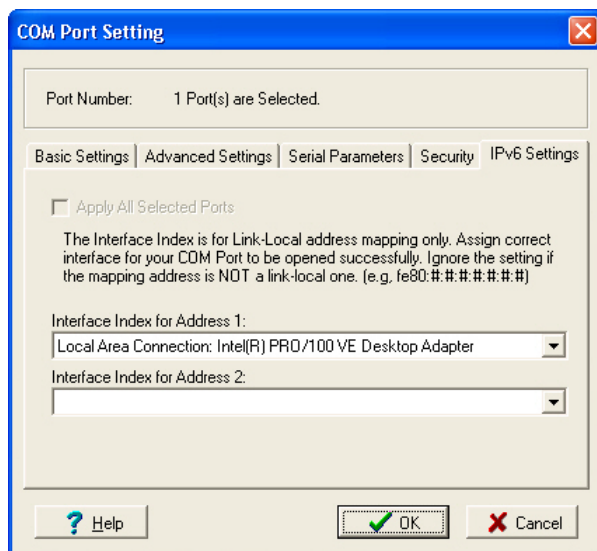 COM Port Setting
Port Number: 1 Port(s) are Selected.
Basic Settings Advanced Settings Serial Parameters Security IPv6 Settings
Apply All Selected Ports
The Interface Index is for Link-Local address mapping only. Assign correct
interface for your COM Port to be opened successfully. Ignore the setting if
the mapping address is NOT a link-local one. (e.g, fe80:#:#:#:#:#:#:#)
Interface Index for Address 1:
Local Area Connection: Intel(R) PRO/100 VE Desktop Adapter
Interface Index for Address 2:
? Help OK Cancel